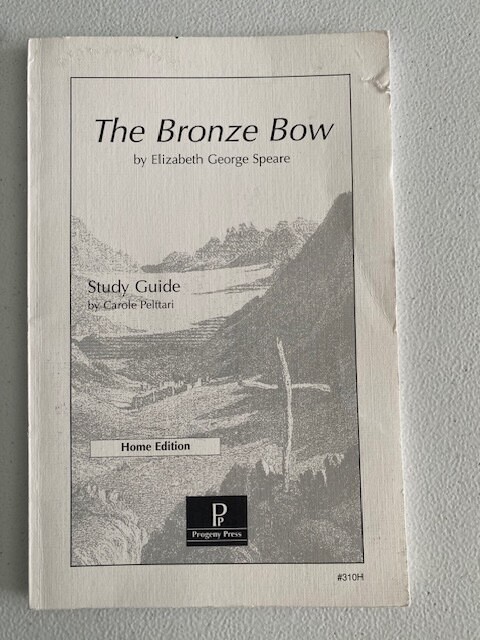 The Bronze Bow
by Elizabeth George Speare
Study Guide
by Carole Pelttari
Home Edition
PP
Progeny Press
#310H